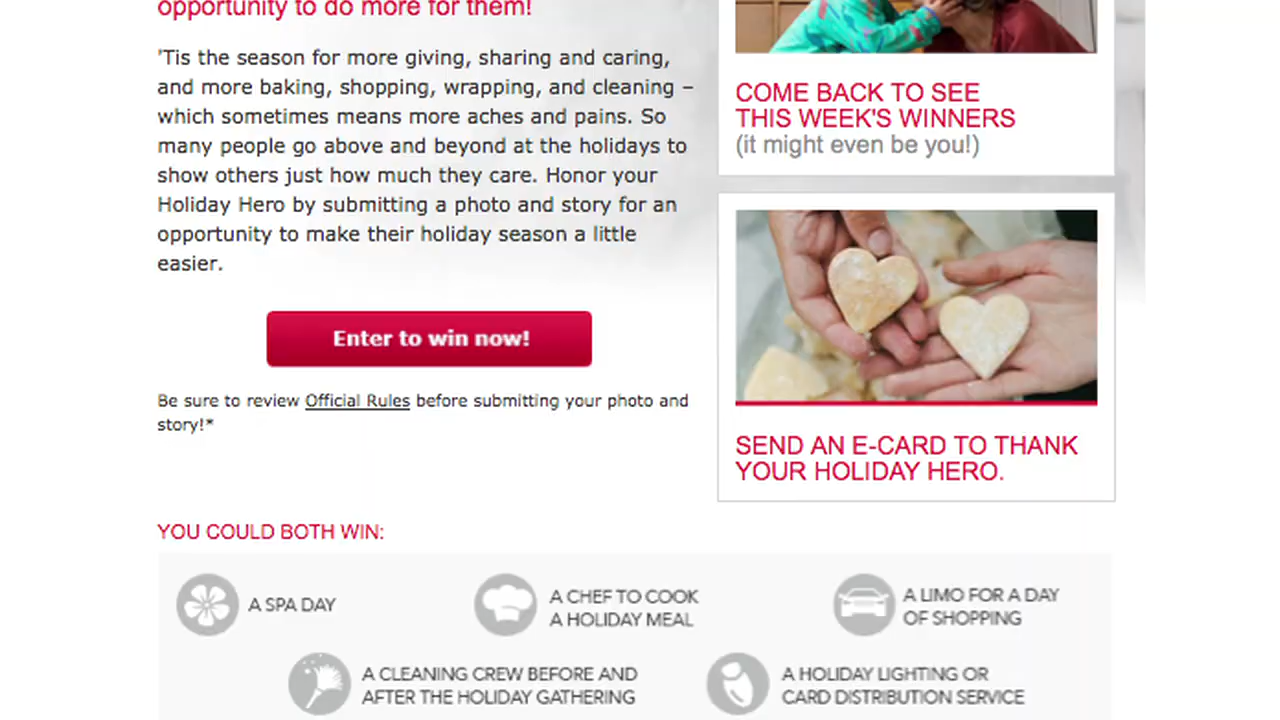 opportunity to do more for them!
'Tis the season for more giving, sharing and caring,
and more baking, shopping, wrapping, and cleaning –
which sometimes means more aches and pains. So
many people go above and beyond at the holidays to
show others just how much they care. Honor your
Holiday Hero by submitting a photo and story for an
opportunity to make their holiday season a little
easier.
Enter to win now!
Be sure to review Official Rules before submitting your photo and
story!*
COME BACK TO SEE
THIS WEEK'S WINNERS
(it might even be you!)
SEND AN E-CARD TO THANK
YOUR HOLIDAY HERO.
YOU COULD BOTH WIN:
A SPA DAY
A CHEF TO COOK
A HOLIDAY MEAL
A LIMO FOR A DAY
OF SHOPPING
A CLEANING CREW BEFORE AND
AFTER THE HOLIDAY GATHERING
A HOLIDAY LIGHTING OR
CARD DISTRIBUTION SERVICE